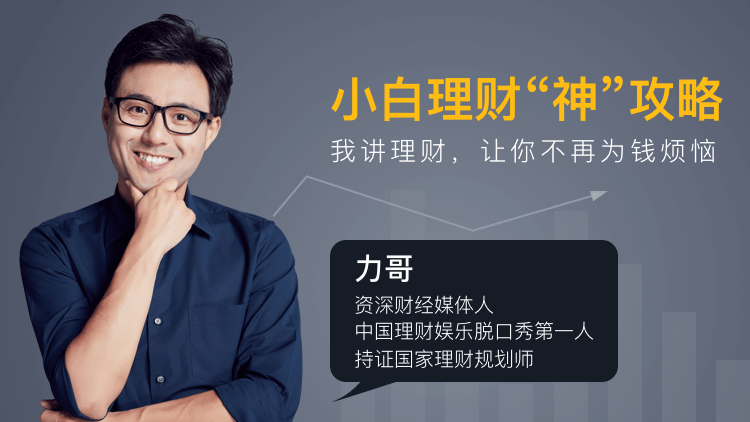 小白理财“神”攻略
我讲理财，让你不再为钱烦恼
力哥
资深财经媒体人
中国理财娱乐脱口秀第一人
持证国家理财规划师